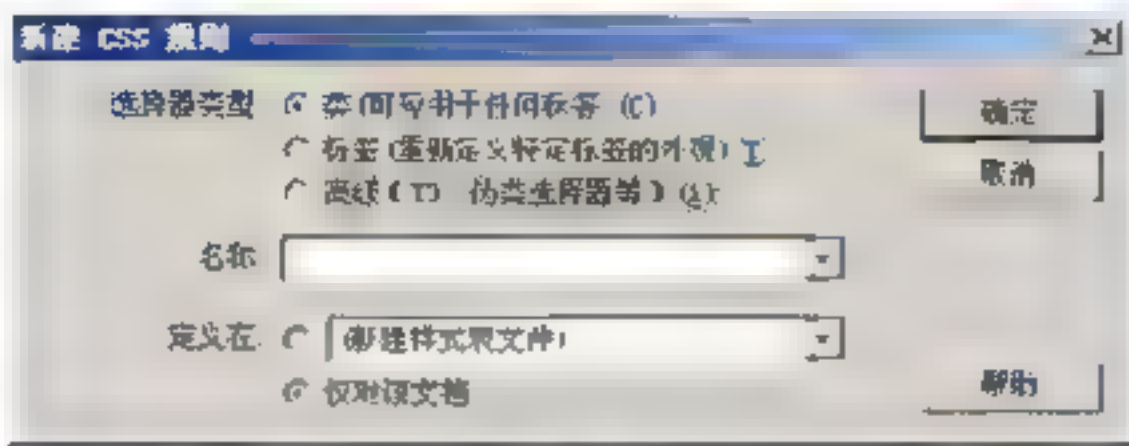 新建 CSS 规则
选择器类型 类(可应用于任何标签)(C)
标签(重新定义特定标签的外观)T
高级(ID、伪类选择器等)(A)
名称
定义在 (新建样式表文件)
仅对该文档
确定
取消
帮助